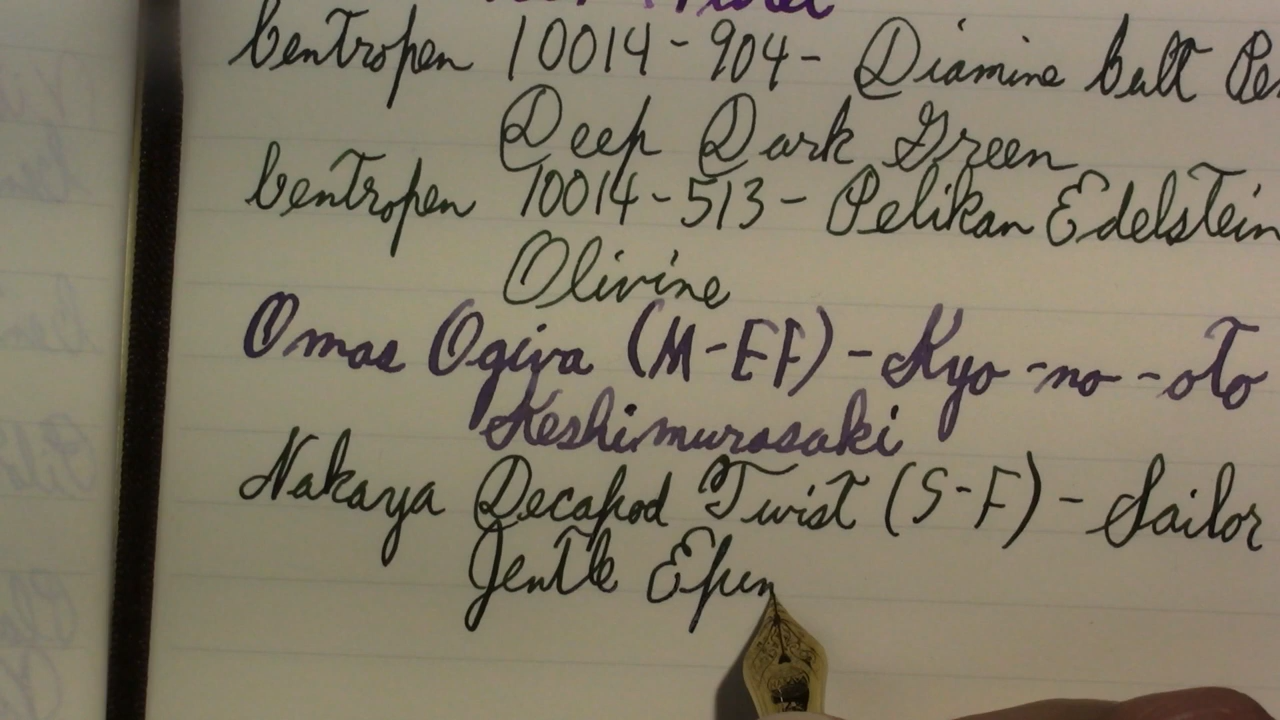 Centropen 10014-904- Diamine Salt
Deep Dark Green
Centropen 10014-513- Pelikan Edelstein
Olivine
Omas Ogiva (M-EF) - Kyo-no-oto
Keshimurasaki
Nakaya Decapod Twist (S-F) - Sailor
Jentle Epin